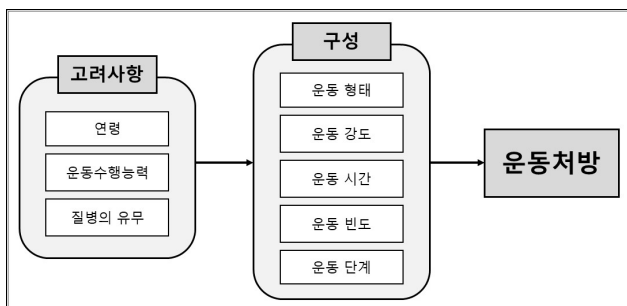 고려사항
연령
운동수행능력
질병의 유무
구성
운동 형태
운동 강도
운동 시간
운동 빈도
운동 단계
운동처방